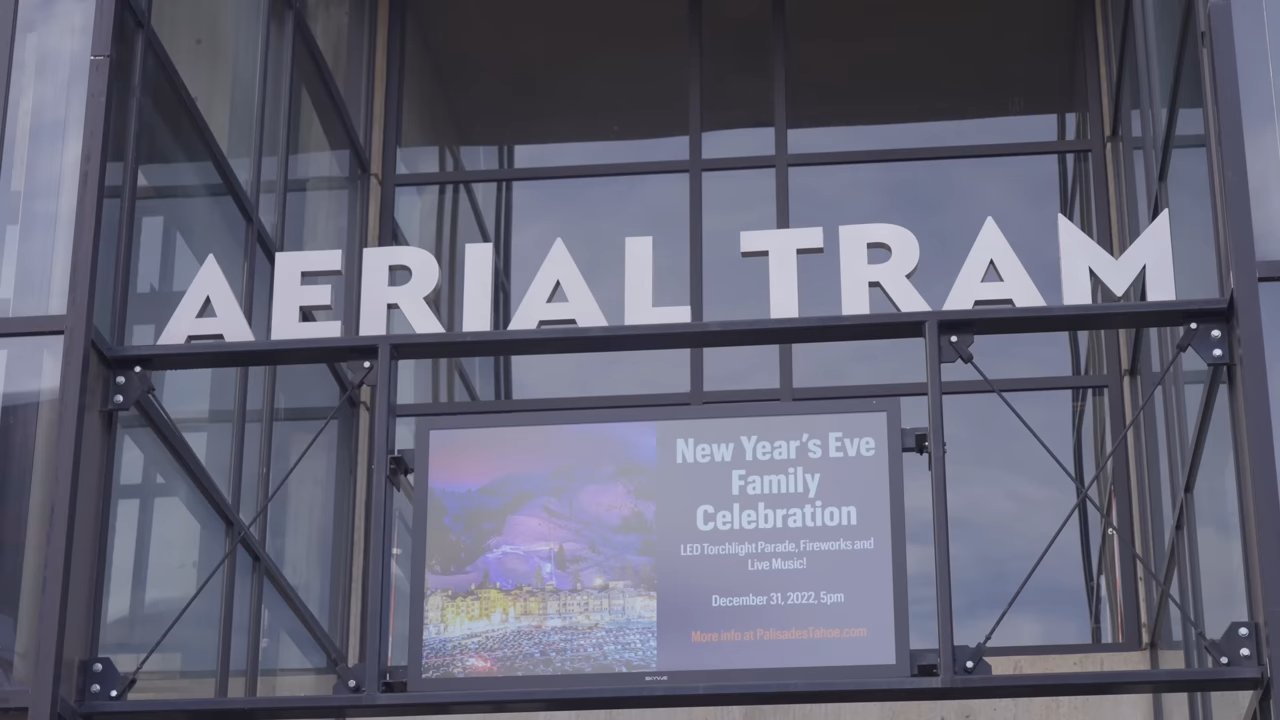 AERIAL TRAM
New Year's Eve
Family
Celebration
LED Torchlight Parade, Fireworks and
Live Music!
December 31, 2022, 5pm
More info at PalisadesTahoe.com
SKYVUE